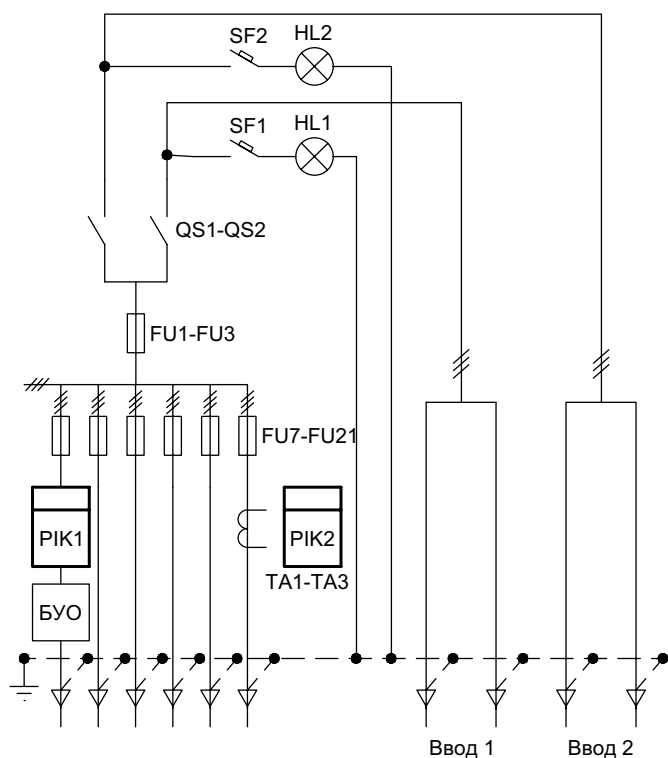 SF2 HL2
SF1 HL1
QS1-QS2
FU1-FU3
FU7-FU21
PIK1 PIK2
TA1-TA3
БУО
Ввод 1 Ввод 2